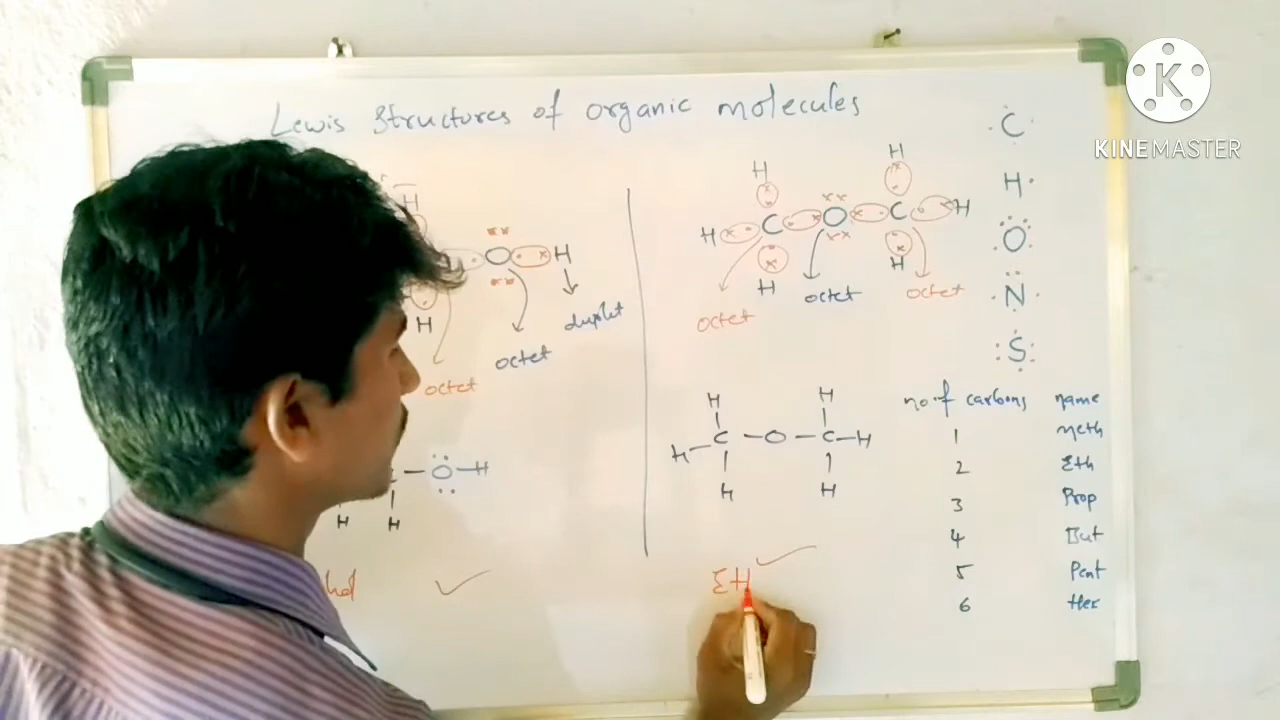 Lewis Structures of organic molecules
H
O H
H
duplet
octet
octet
O H
H H
H H
H C O C H
H H
octet octet octet
H H
H C O C H
H H
EH
C
H
O
N
S
no.of carbons name
1 Meth
2 Eth
3 Prop
4 But
5 Pent
6 Hex
K
KINEMASTER